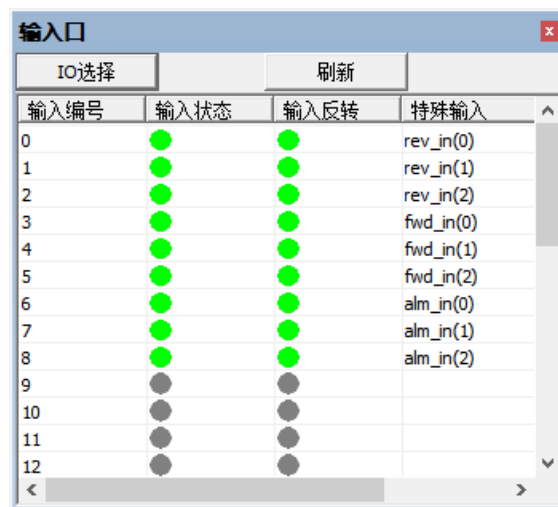 输入口
IO选择 刷新
输入编号 输入状态 输入反转 特殊输入
0 rev_in(0)
1 rev_in(1)
2 rev_in(2)
3 fwd_in(0)
4 fwd_in(1)
5 fwd_in(2)
6 alm_in(0)
7 alm_in(1)
8 alm_in(2)
9
10
11
12